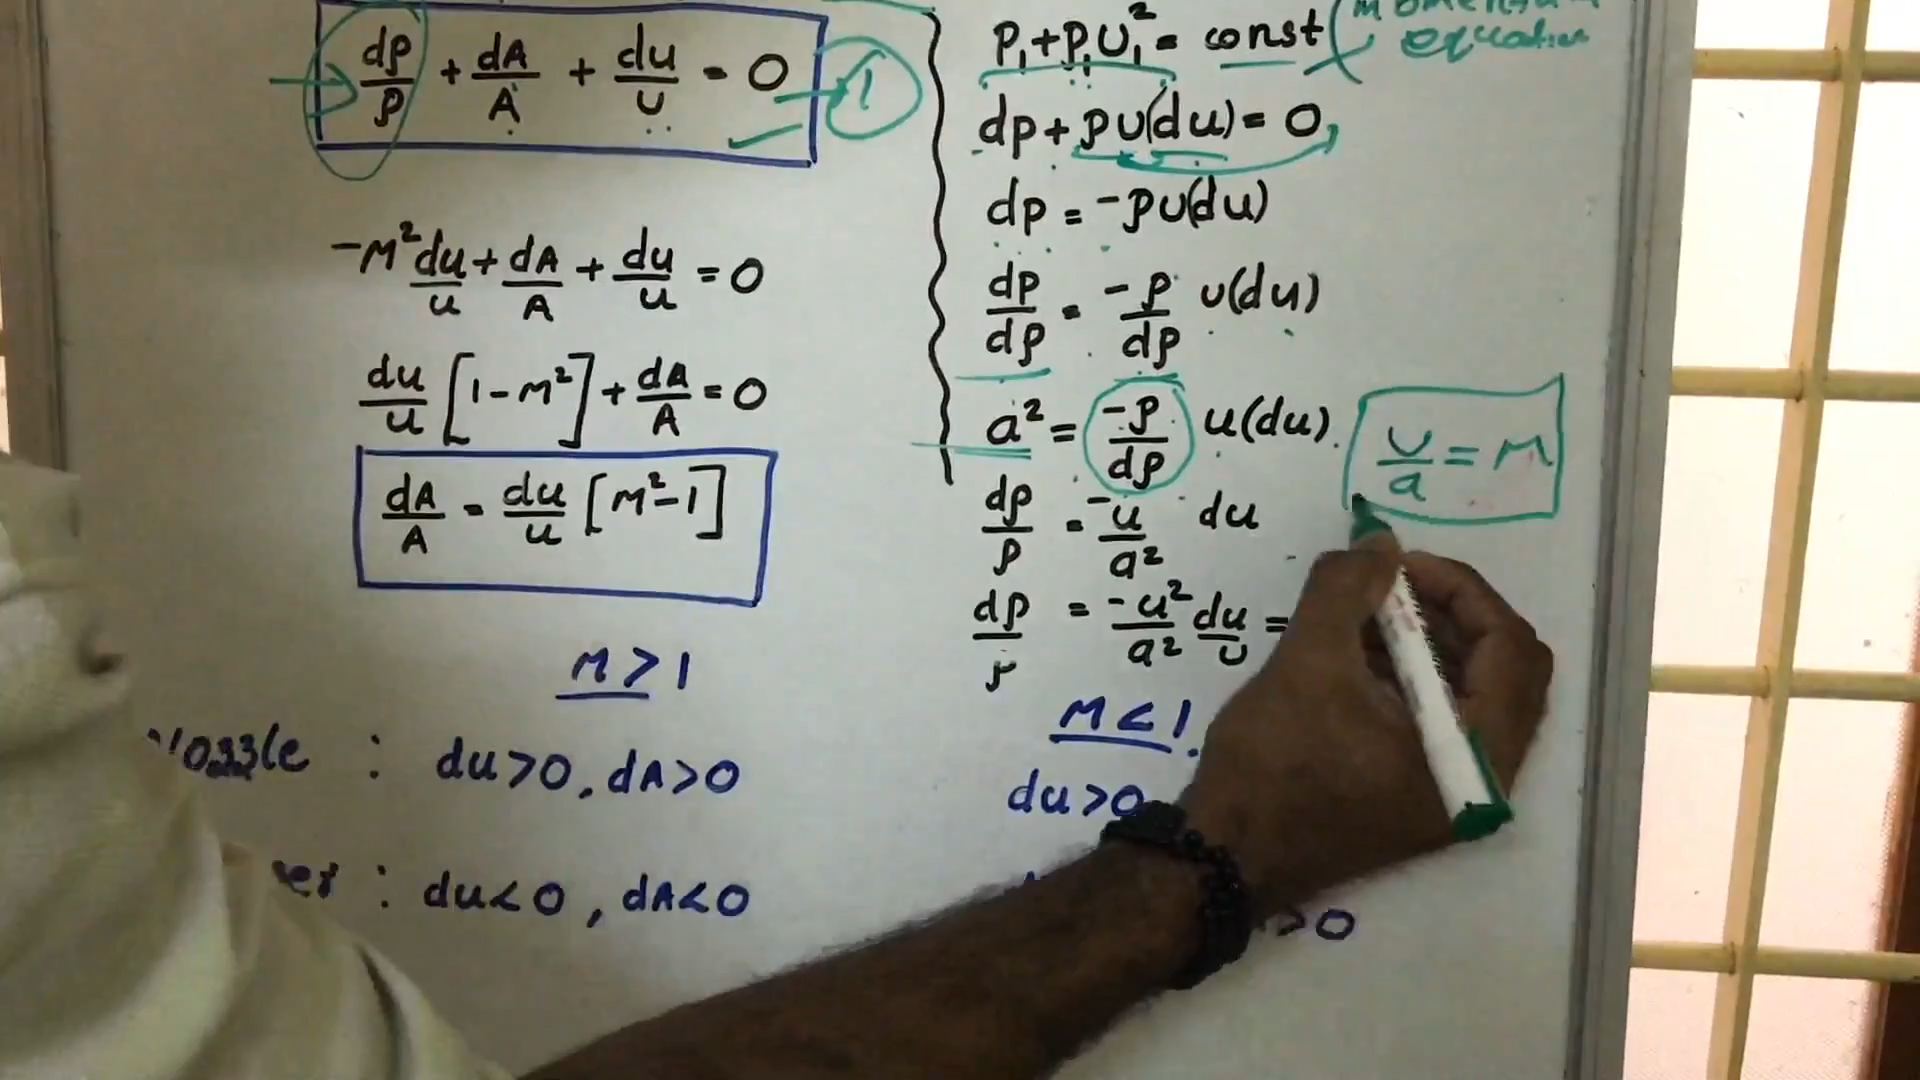 dρ/ρ + dA/A + du/u = 0 → 1
-M² du/u + dA/A + du/u = 0
du/u [1-M²] + dA/A = 0
dA/A = du/u [M²-1]
M > 1
: du>0, dA>0
: du<0, dA<0
P₁+ρ₁U₁² = const
equation
dp + ρu(du) = 0
dp = -ρu(du)
dp/dρ = -ρ/dρ u(du)
a² = -ρ/dρ u(du)
u/a = M
dρ/ρ = -u/a² du
dρ/ρ = -u²/a² du/u =
M < 1
du>0
>0